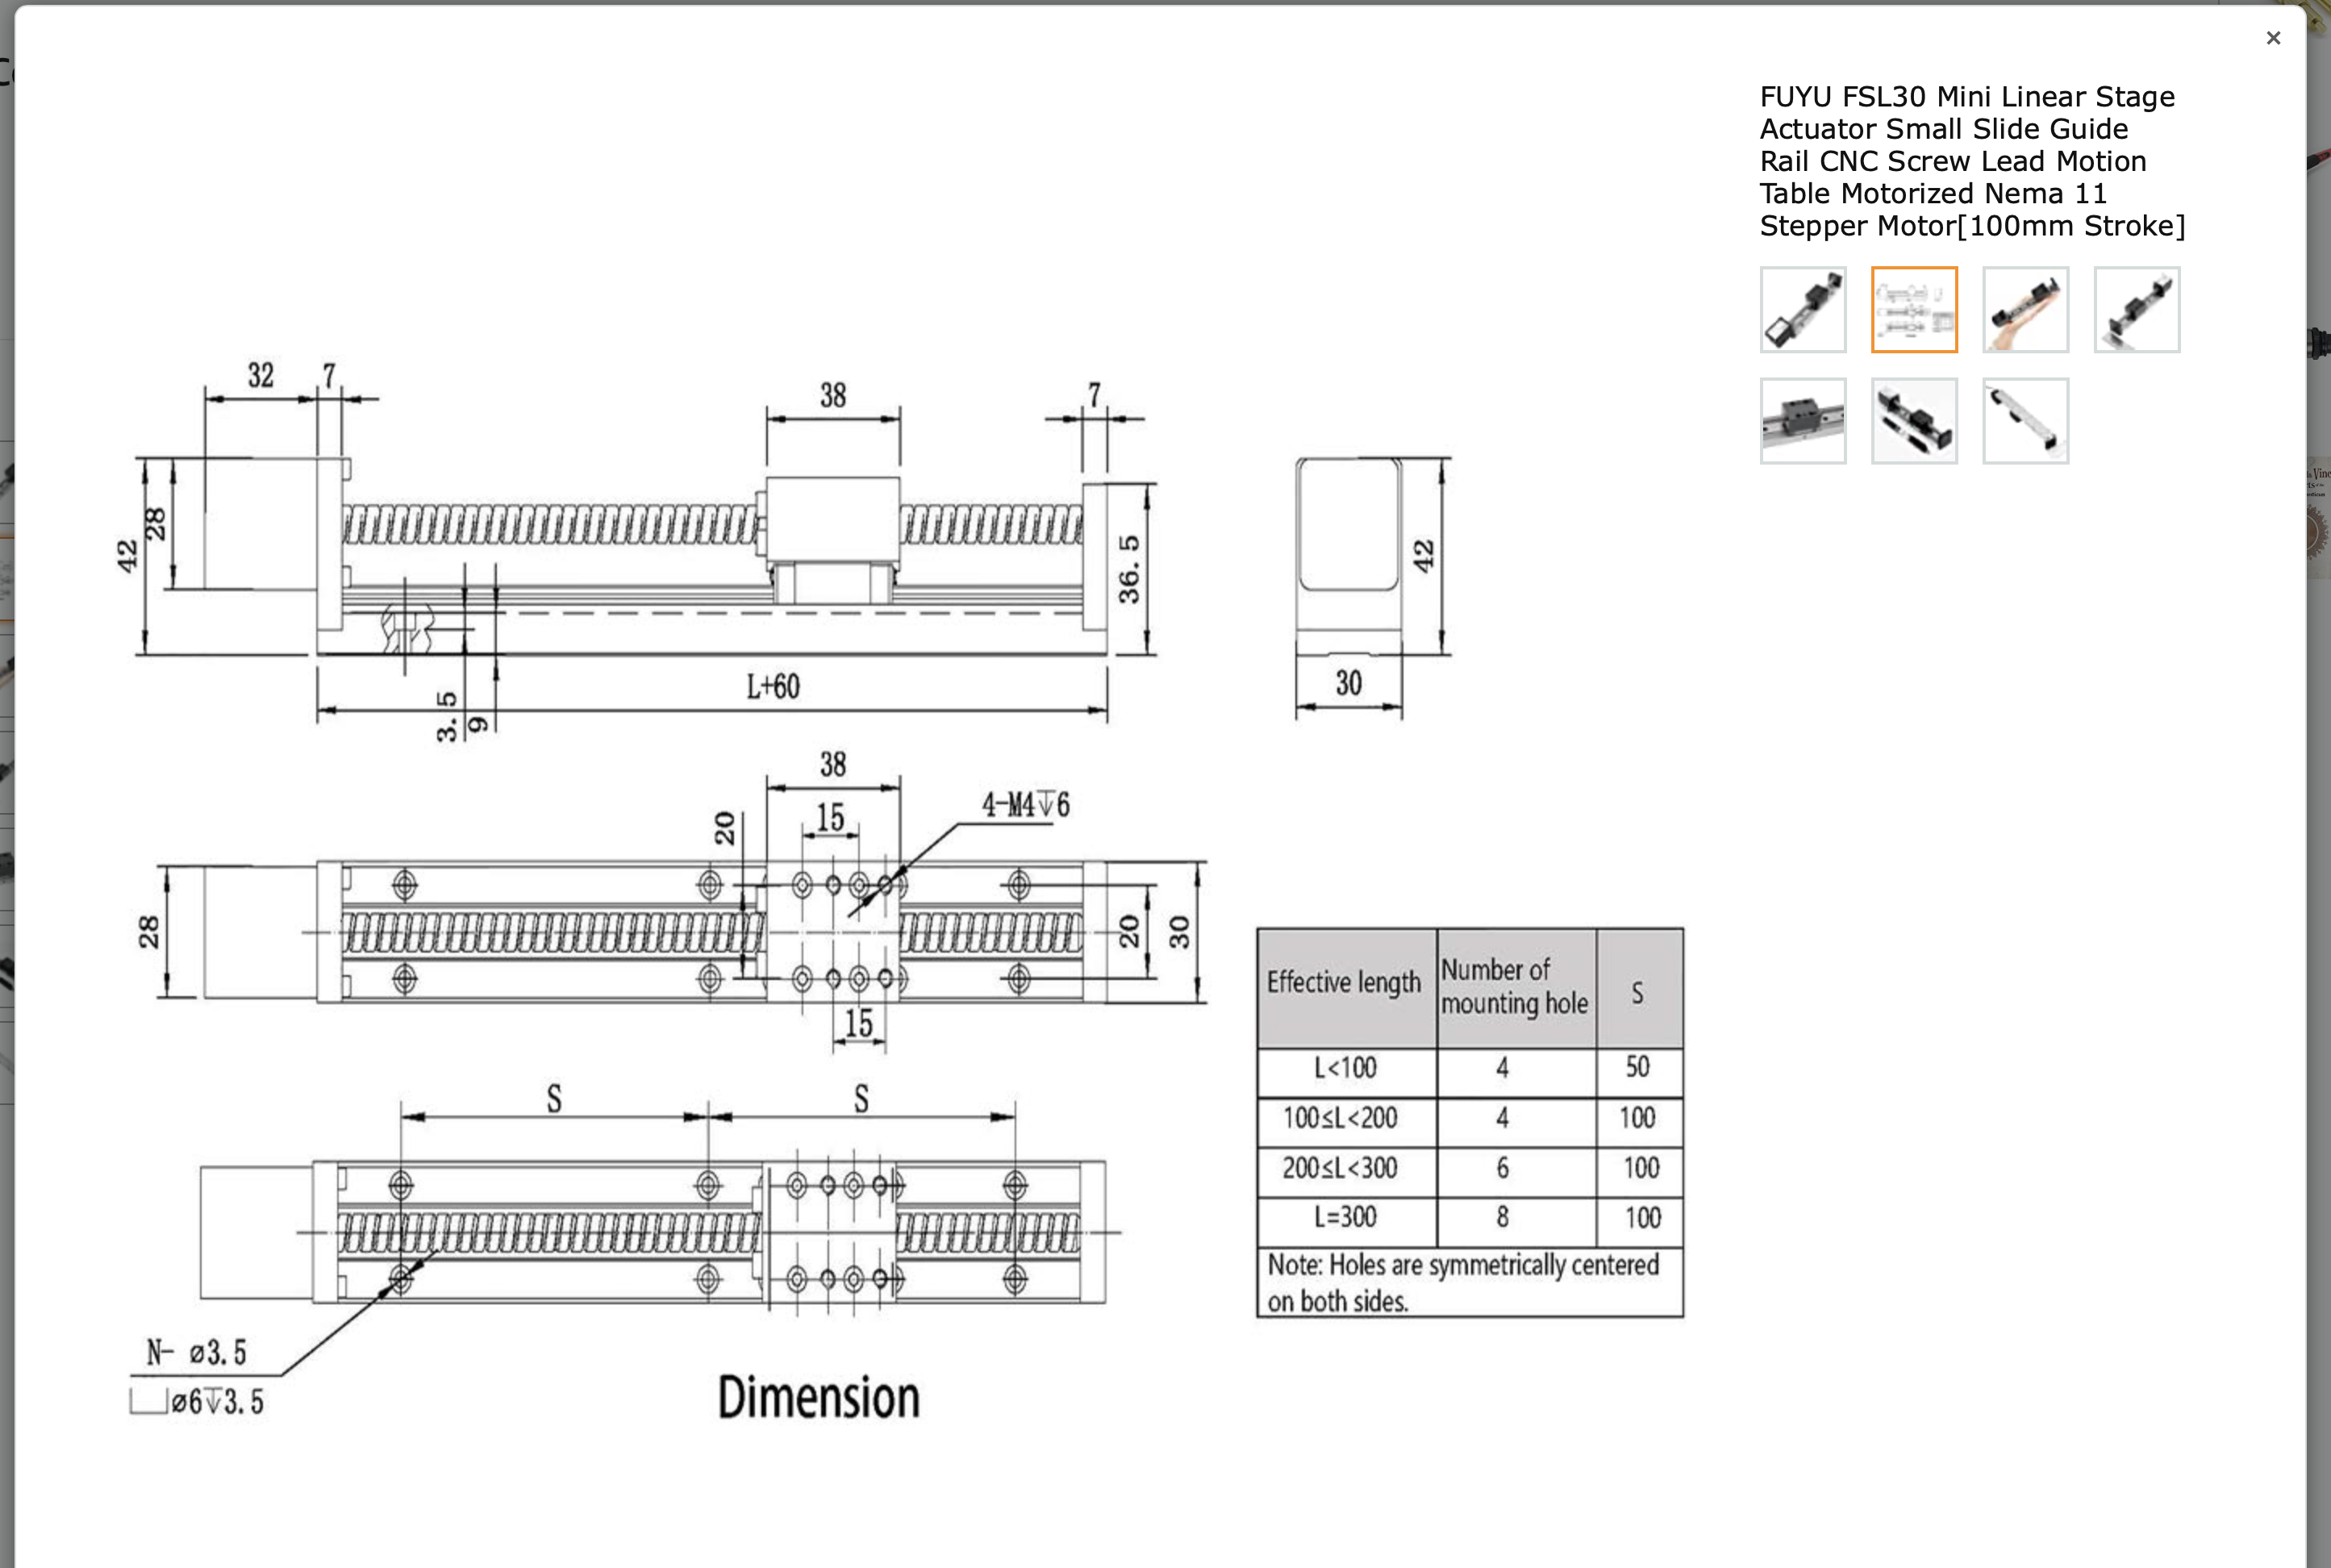 ×
FUYU FSL30 Mini Linear Stage
Actuator Small Slide Guide
Rail CNC Screw Lead Motion
Table Motorized Nema 11
Stepper Motor[100mm Stroke]
32
7
38
7
28
42
36.5
42
3.5
9
L+60
30
38
15
20
4-M4↧6
28
20
30
15
S
S
N- ⌀3.5
⌴⌀6↧3.5
Dimension
Effective length
Number of
mounting hole
S
L<100 4 50
100≤L<200 4 100
200≤L<300 6 100
L=300 8 100
Note: Holes are symmetrically centered
on both sides.